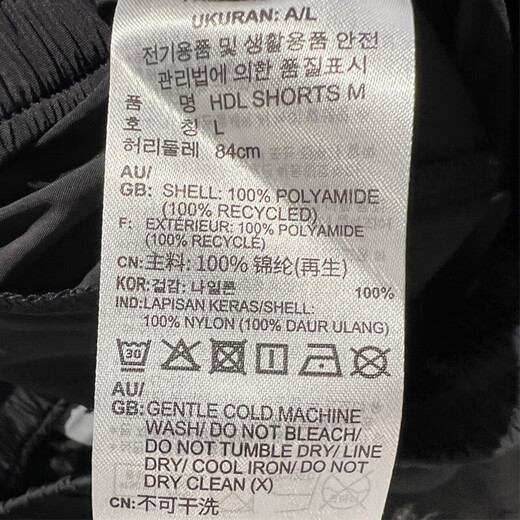 UKURAN: A/L
전기용품 및 생활용품 안전
관리법에 의한 품질표시
품 명 HDL SHORTS M
호 칭 L
허리둘레 84cm
AU/
GB: SHELL: 100% POLYAMIDE
(100% RECYCLED)
F: EXTÉRIEUR: 100% POLYAMIDE
(100% RECYCLÉ)
CN: 主料: 100% 锦纶(再生)
KOR: 겉감: 나일론 100%
IND: LAPISAN KERAS/SHELL:
100% NYLON (100% DAUR ULANG)
30
AU/
GB: GENTLE COLD MACHINE
WASH/ DO NOT BLEACH/
DO NOT TUMBLE DRY/ LINE
DRY/ COOL IRON/ DO NOT
DRY CLEAN (X)
CN: 不可干洗